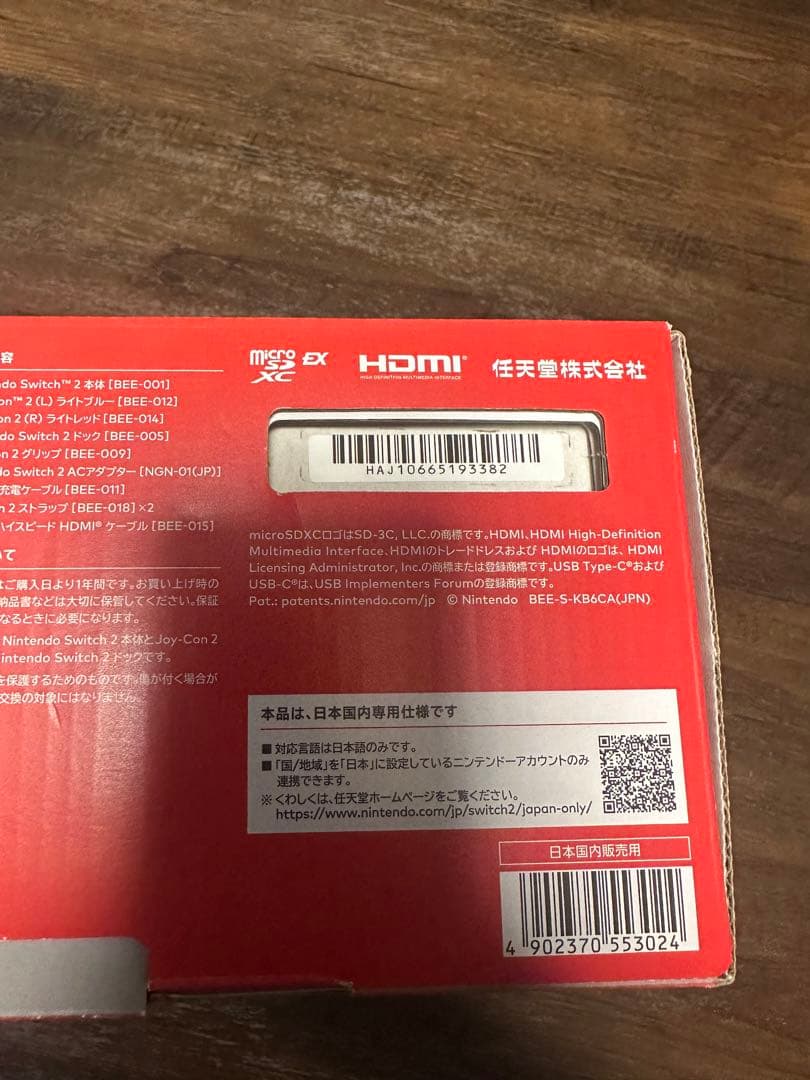 容
micro SD XC EX
HDMI®
HIGH DEFINITION MULTIMEDIA INTERFACE
任天堂株式会社
ndo Switch™ 2 本体 [BEE-001]
on™ 2 (L) ライトブルー [BEE-012]
on 2 (R) ライトレッド [BEE-014]
do Switch 2 ドック [BEE-005]
on 2 グリップ [BEE-009]
do Switch 2 ACアダプター [NGN-01(JP)]
充電ケーブル [BEE-011]
n 2 ストラップ [BEE-018] ×2
ハイスピード HDMI® ケーブル [BEE-015]
いて
はご購入日より1年間です。お買い上げ時の
納品書などは大切に保管してください。保証
なるときに必要になります。
Nintendo Switch 2 本体とJoy-Con 2
intendo Switch 2 ドックです。
を保護するためのものです。傷が付く場合が
交換の対象にはなりません。
HAJ10665193382
microSDXCロゴはSD-3C, LLC.の商標です。HDMI、HDMI High-Definition
Multimedia Interface、HDMIのトレードドレスおよび HDMIのロゴは、HDMI
Licensing Administrator, Inc.の商標または登録商標です。USB Type-C®および
USB-C®は、USB Implementers Forumの登録商標です。
Pat.: patents.nintendo.com/jp © Nintendo BEE-S-KB6CA(JPN)
本品は、日本国内専用仕様です
■ 対応言語は日本語のみです。
■ 「国/地域」を「日本」に設定しているニンテンドーアカウントのみ
連携できます。
※ くわしくは、任天堂ホームページをご覧ください。
https://www.nintendo.com/jp/switch2/japan-only/
日本国内販売用
4 902370 553024